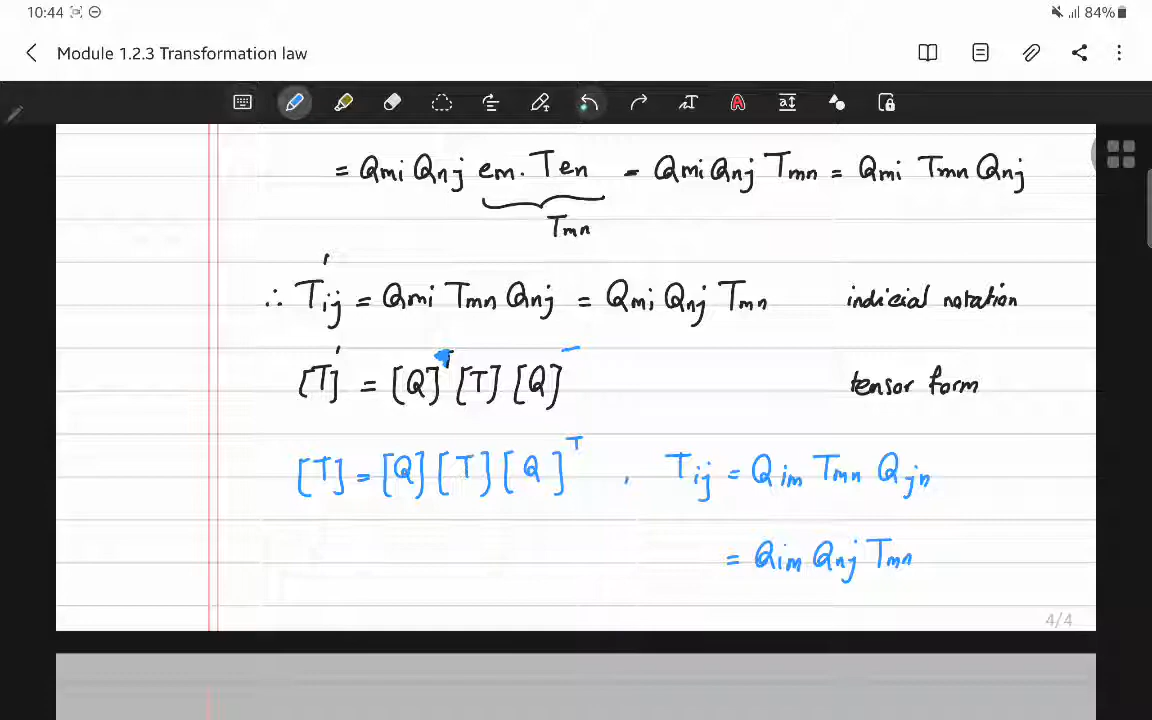 10:44 84%
Module 1.2.3 Transformation law
= Qmi Qnj em. Ten = Qmi Qnj Tmn = Qmi Tmn Qnj
Tmn
∴ T'ij = Qmi Tmn Qnj = Qmi Qnj Tmn indicial notation
[T]' = [Q]ᵀ [T] [Q] tensor form
[T] = [Q] [T] [Q]ᵀ , Tij = Qim Tmn Qjn
= Qim Qnj Tmn
4/4